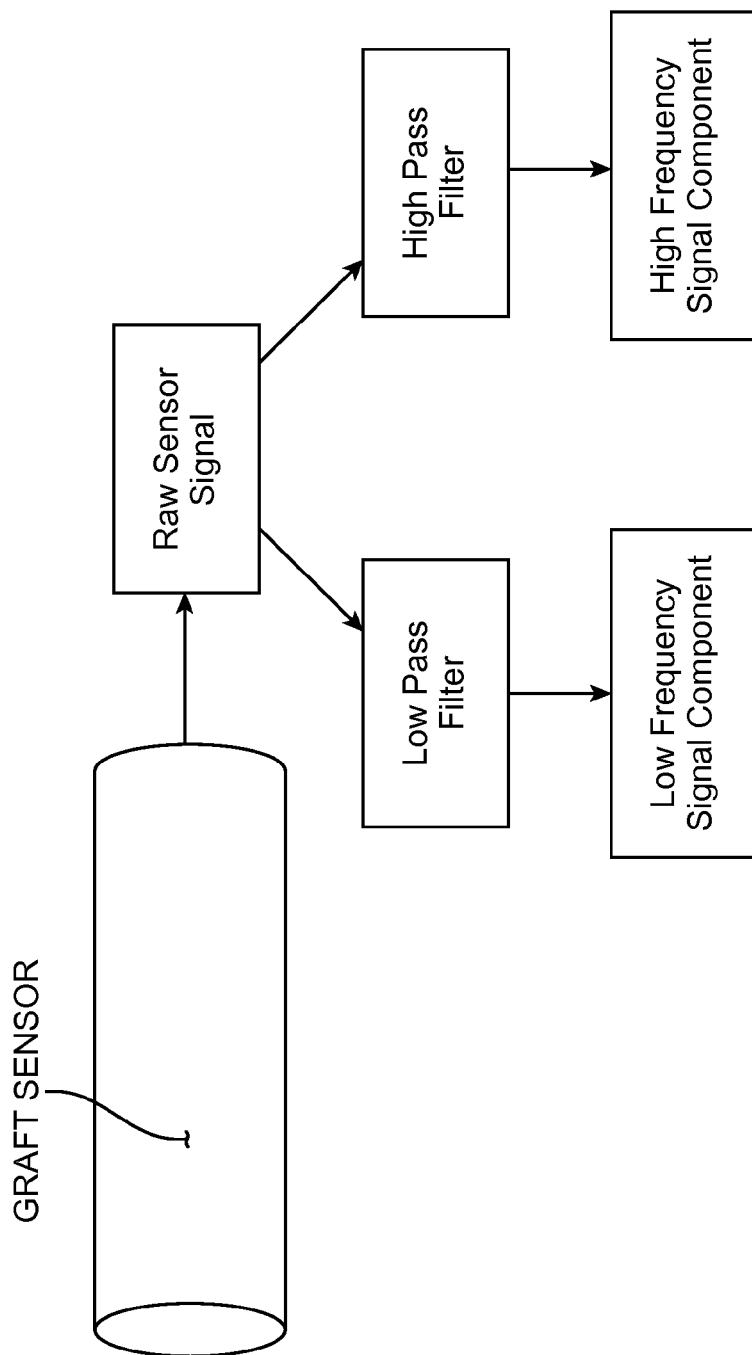 GRAFT SENSOR
Raw Sensor
Signal
Low Pass
Filter
High Pass
Filter
Low Frequency
Signal Component
High Frequency
Signal Component